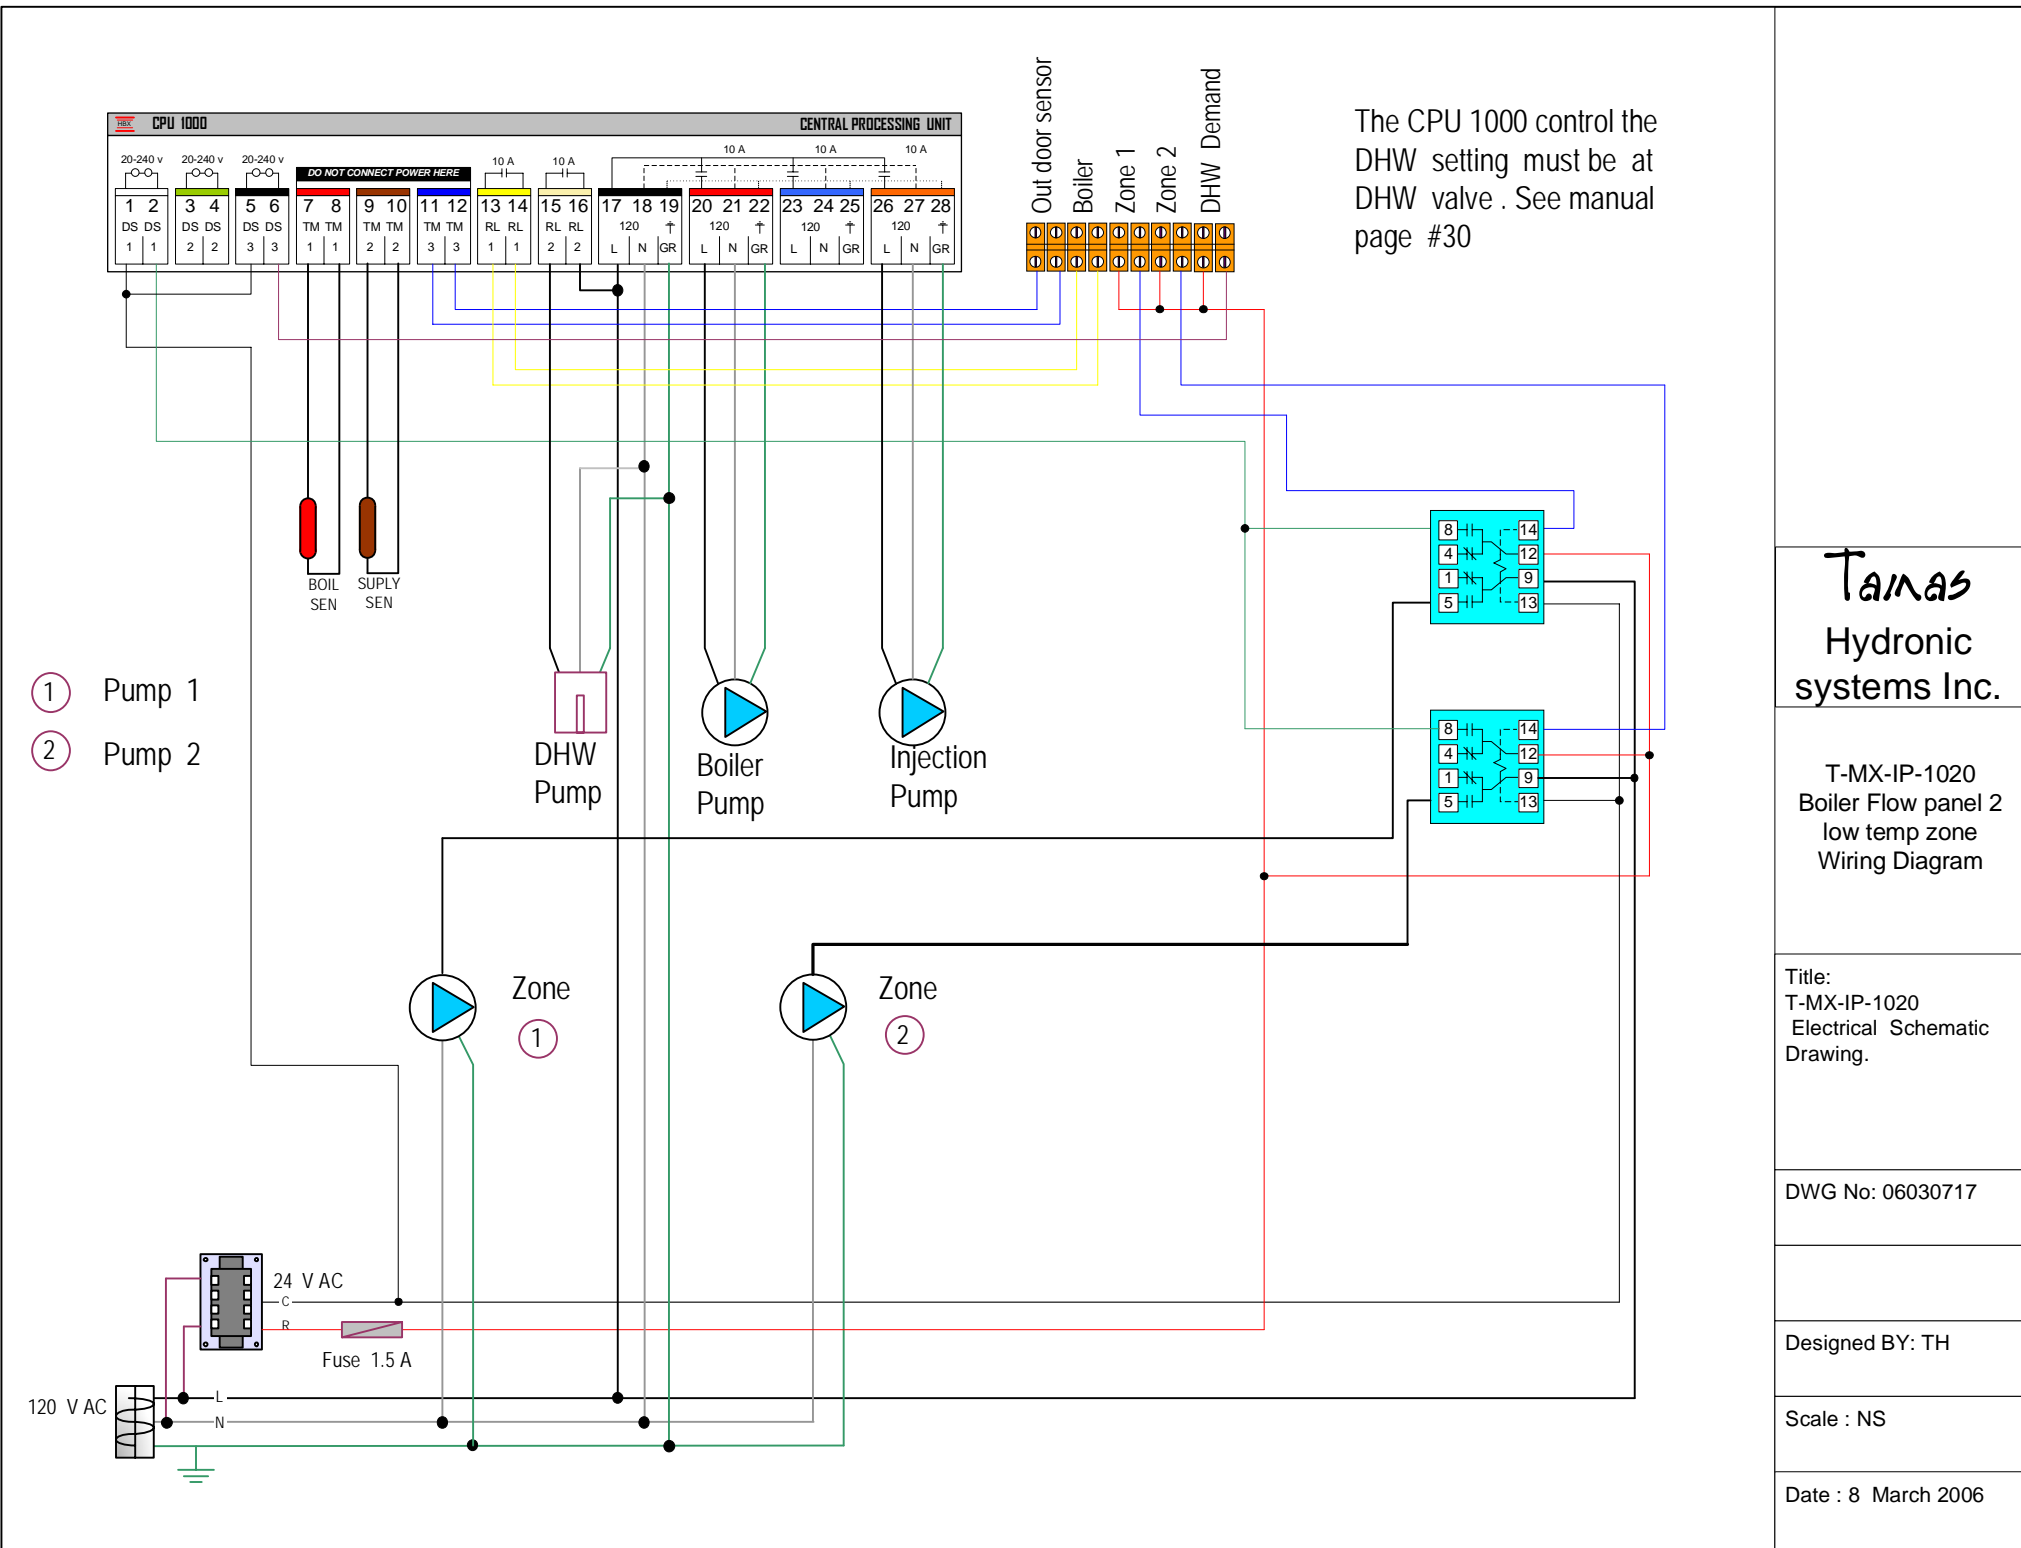 HBX CPU 1000 CENTRAL PROCESSING UNIT
20-240 v 20-240 v 20-240 v 10 A 10 A 10 A 10 A 10 A
DO NOT CONNECT POWER HERE
1 2 3 4 5 6 7 8 9 10 11 12 13 14 15 16 17 18 19 20 21 22 23 24 25 26 27 28
DS DS DS DS DS DS TM TM TM TM TM TM RL RL RL RL 120 120 120 120
1 1 2 2 3 3 1 1 2 2 3 3 1 1 2 2 L N GR L N GR L N GR L N GR
Out door sensor
Boiler
Zone 1
Zone 2
DHW Demand
The CPU 1000 control the
DHW setting must be at
DHW valve . See manual
page #30
BOIL
SEN
SUPLY
SEN
8 14
4 12
1 9
5 13
1 Pump 1
2 Pump 2
DHW
Pump
Boiler
Pump
Injection
Pump
8 14
4 12
1 9
5 13
Zone
1
Zone
2
24 V AC
C
R
Fuse 1.5 A
120 V AC
L
N
Tamas
Hydronic
systems Inc.
T-MX-IP-1020
Boiler Flow panel 2
low temp zone
Wiring Diagram
Title:
T-MX-IP-1020
Electrical Schematic
Drawing.
DWG No: 06030717
Designed BY: TH
Scale : NS
Date : 8 March 2006